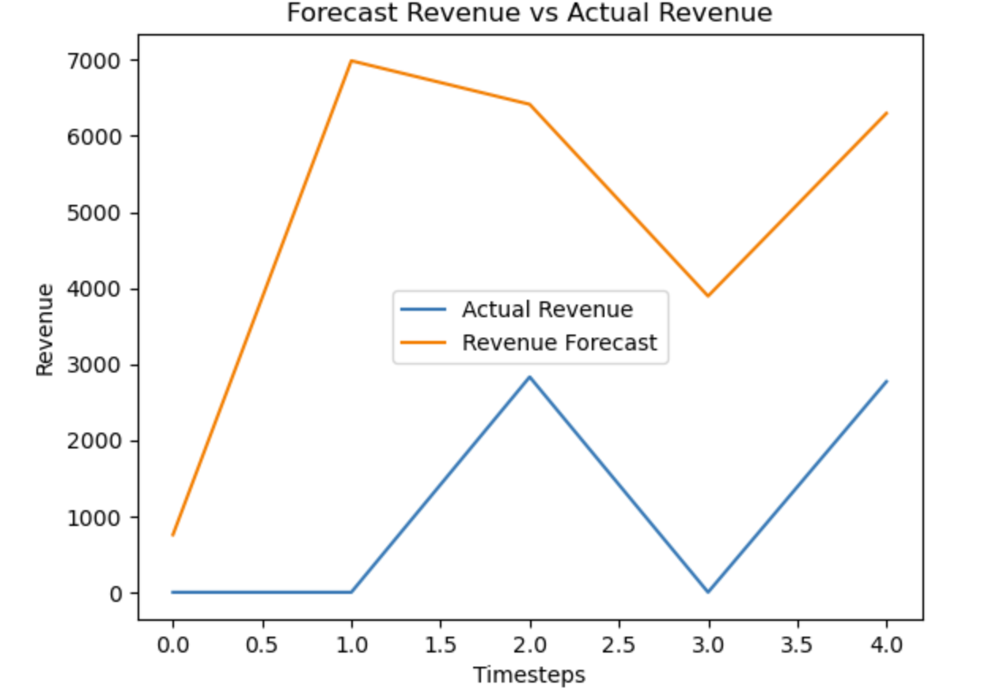 Forecast Revenue vs Actual Revenue
7000
6000
5000
4000
3000
2000
1000
0
Revenue
Actual Revenue
Revenue Forecast
0.0 0.5 1.0 1.5 2.0 2.5 3.0 3.5 4.0
Timesteps